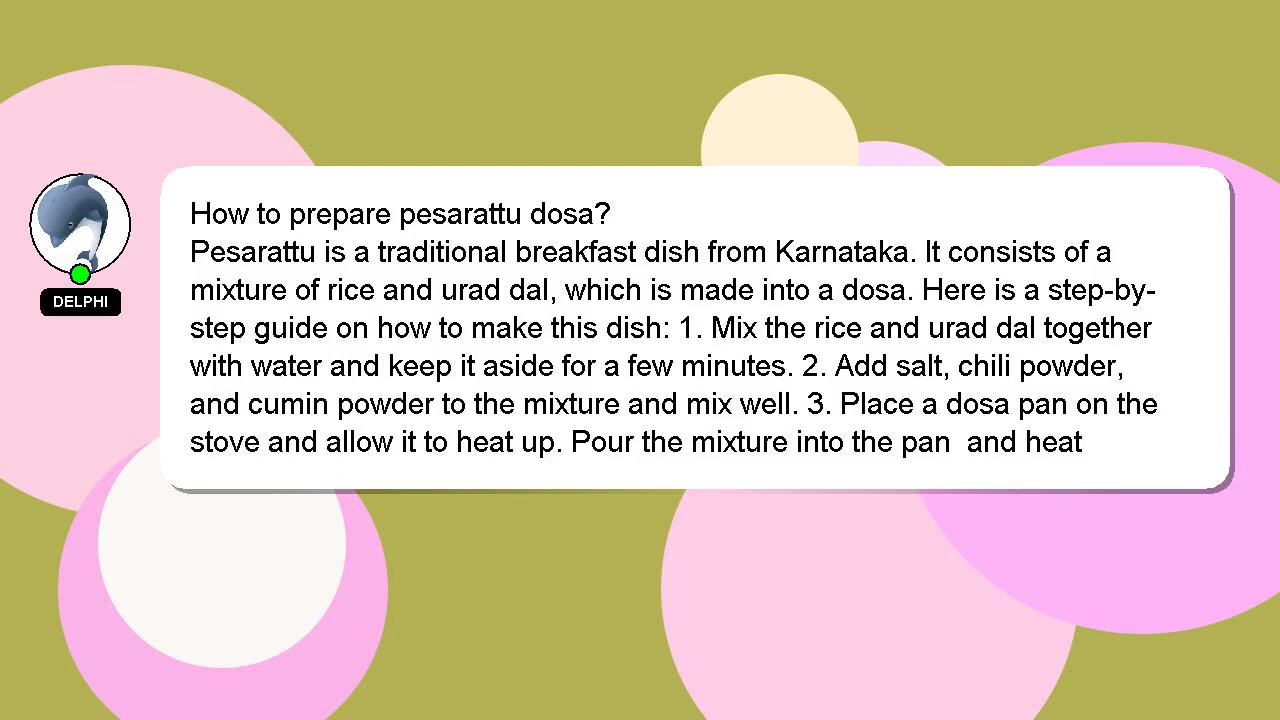 How to prepare pesarattu dosa?
Pesarattu is a traditional breakfast dish from Karnataka. It consists of a
mixture of rice and urad dal, which is made into a dosa. Here is a step-by-
step guide on how to make this dish: 1. Mix the rice and urad dal together
with water and keep it aside for a few minutes. 2. Add salt, chili powder,
and cumin powder to the mixture and mix well. 3. Place a dosa pan on the
stove and allow it to heat up. Pour the mixture into the pan  and heat
DELPHI